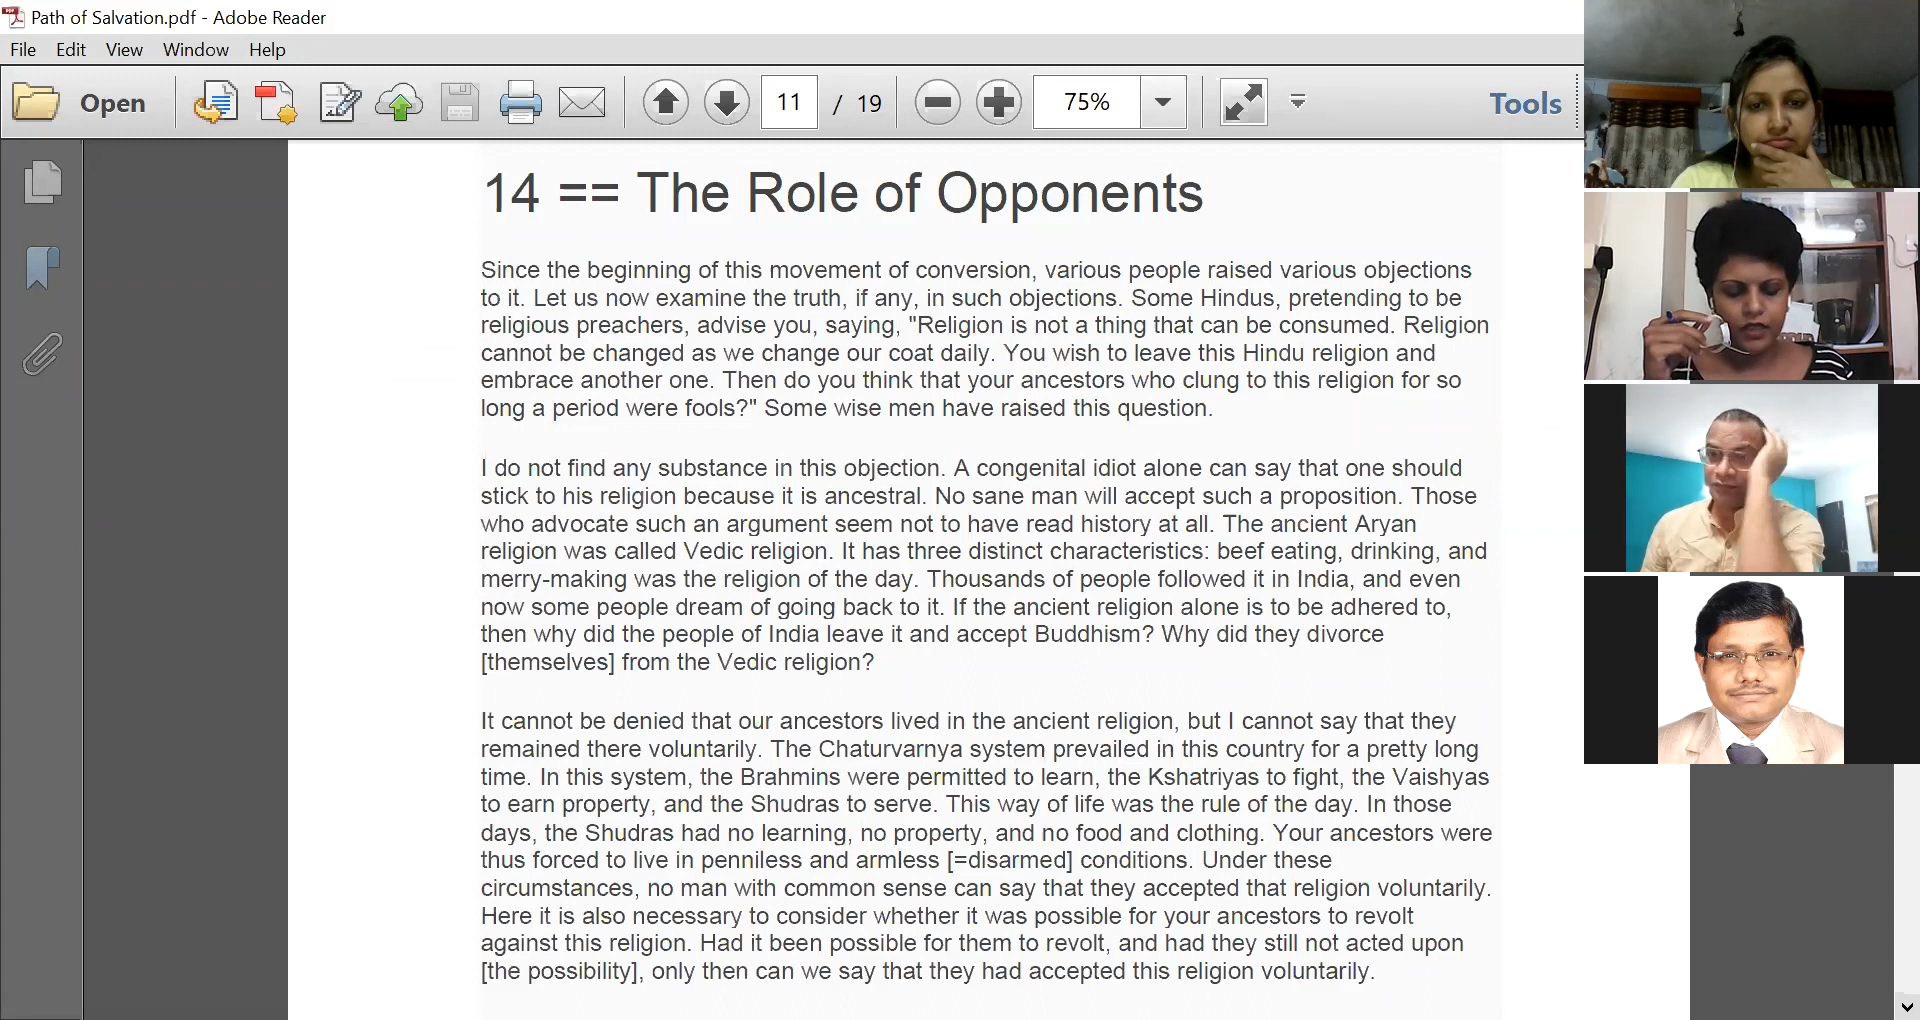 Path of Salvation.pdf - Adobe Reader
File Edit View Window Help
Open 11 / 19 75% Tools
14 == The Role of Opponents
Since the beginning of this movement of conversion, various people raised various objections
to it. Let us now examine the truth, if any, in such objections. Some Hindus, pretending to be
religious preachers, advise you, saying, "Religion is not a thing that can be consumed. Religion
cannot be changed as we change our coat daily. You wish to leave this Hindu religion and
embrace another one. Then do you think that your ancestors who clung to this religion for so
long a period were fools?" Some wise men have raised this question.
I do not find any substance in this objection. A congenital idiot alone can say that one should
stick to his religion because it is ancestral. No sane man will accept such a proposition. Those
who advocate such an argument seem not to have read history at all. The ancient Aryan
religion was called Vedic religion. It has three distinct characteristics: beef eating, drinking, and
merry-making was the religion of the day. Thousands of people followed it in India, and even
now some people dream of going back to it. If the ancient religion alone is to be adhered to,
then why did the people of India leave it and accept Buddhism? Why did they divorce
[themselves] from the Vedic religion?
It cannot be denied that our ancestors lived in the ancient religion, but I cannot say that they
remained there voluntarily. The Chaturvarnya system prevailed in this country for a pretty long
time. In this system, the Brahmins were permitted to learn, the Kshatriyas to fight, the Vaishyas
to earn property, and the Shudras to serve. This way of life was the rule of the day. In those
days, the Shudras had no learning, no property, and no food and clothing. Your ancestors were
thus forced to live in penniless and armless [=disarmed] conditions. Under these
circumstances, no man with common sense can say that they accepted that religion voluntarily.
Here it is also necessary to consider whether it was possible for your ancestors to revolt
against this religion. Had it been possible for them to revolt, and had they still not acted upon
[the possibility], only then can we say that they had accepted this religion voluntarily.